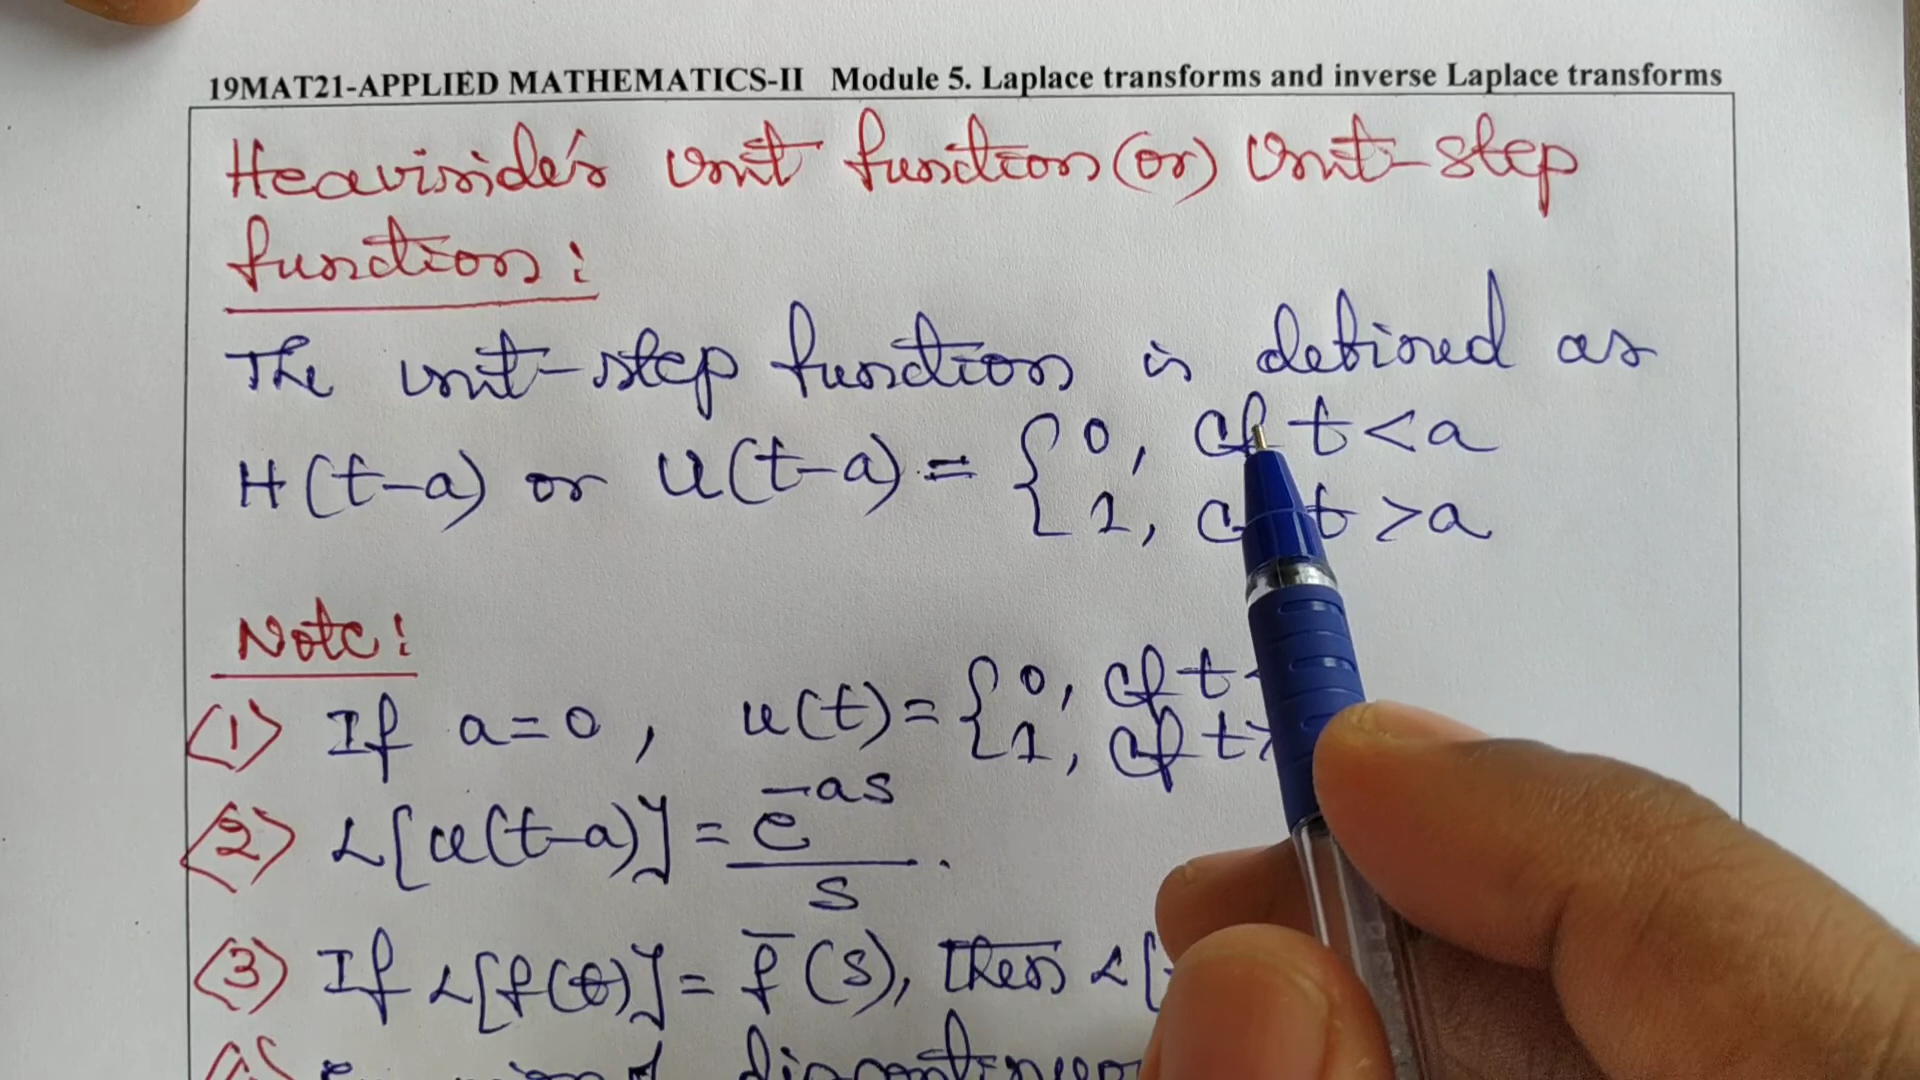 19MAT21-APPLIED MATHEMATICS-II Module 5. Laplace transforms and inverse Laplace transforms
Heaviside's unit function (or) Unit-step
function:
The unit-step function is defined as
H(t-a) or u(t-a) = { 0, if t<a
1, if t>a
Note:
(1) If a=0, u(t) = { 0, if t
1, if t>
(2) L[u(t-a)] = e^-as / s .
(3) If L[f(t)] = f̄(s), Then L[
discontinuou